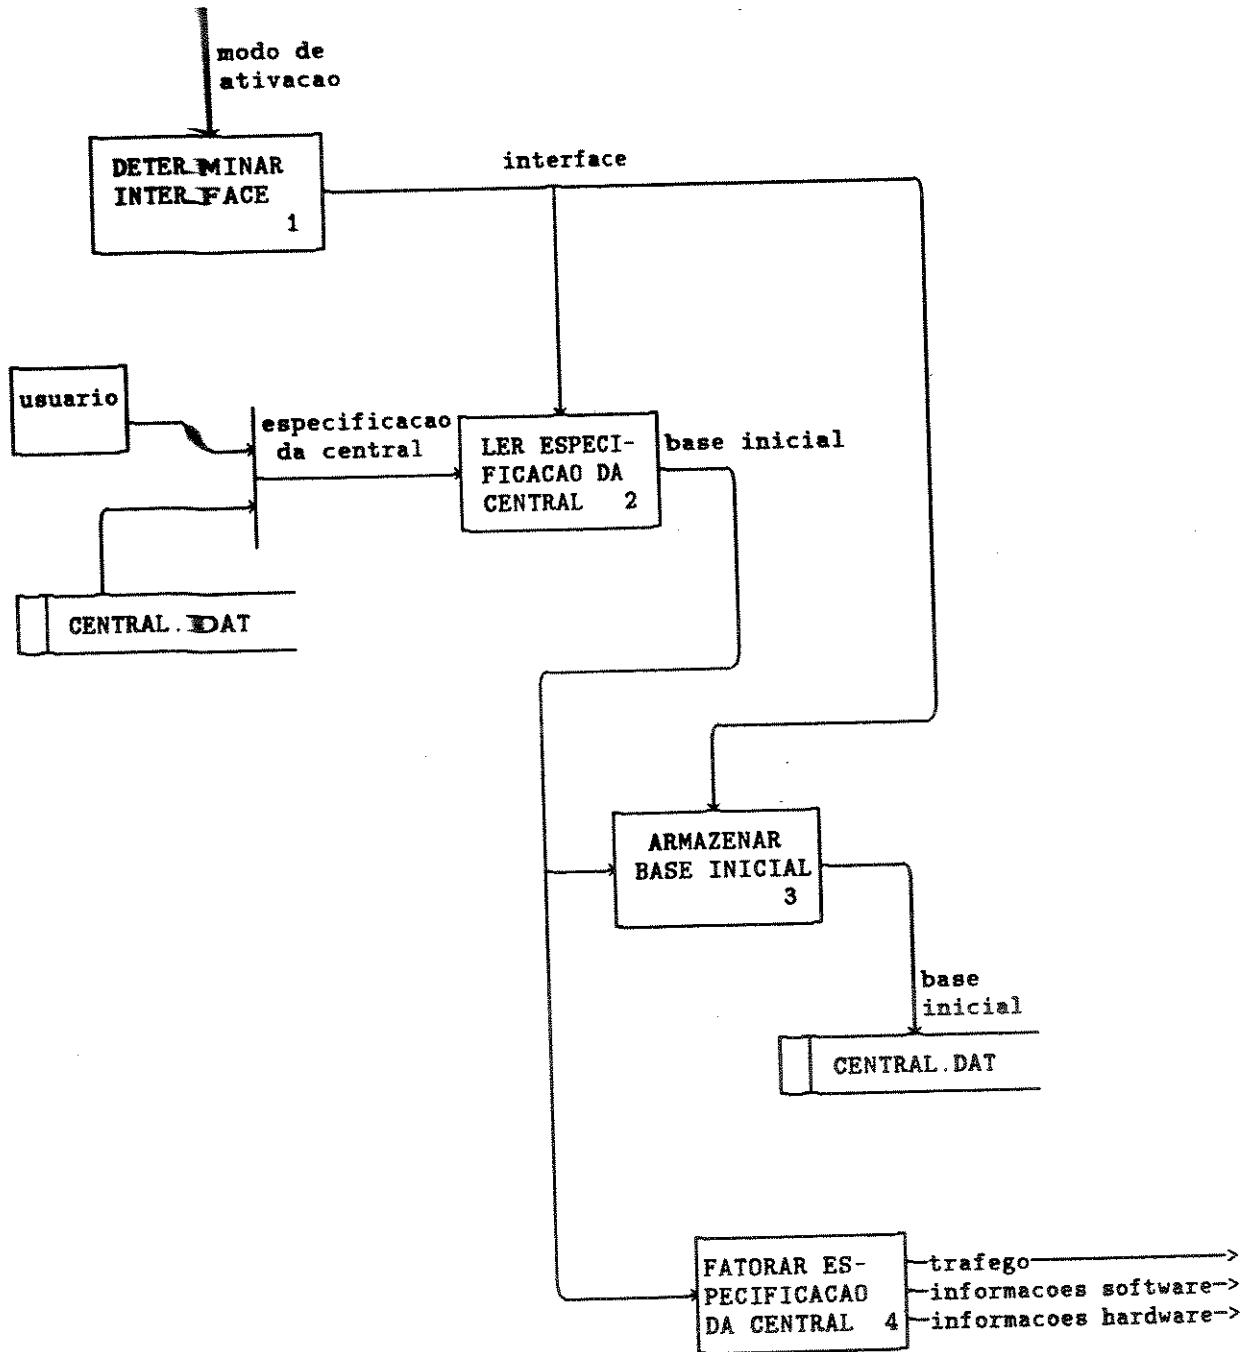 modo de
ativacao
DETERMINAR
INTERFACE
1
interface
usuario
especificacao
da central
LER ESPECI-
FICACAO DA
CENTRAL 2
base inicial
CENTRAL.DAT
ARMAZENAR
BASE INICIAL
3
base
inicial
CENTRAL.DAT
FATORAR ES-
PECIFICACAO
DA CENTRAL 4
trafego
informacoes software
informacoes hardware